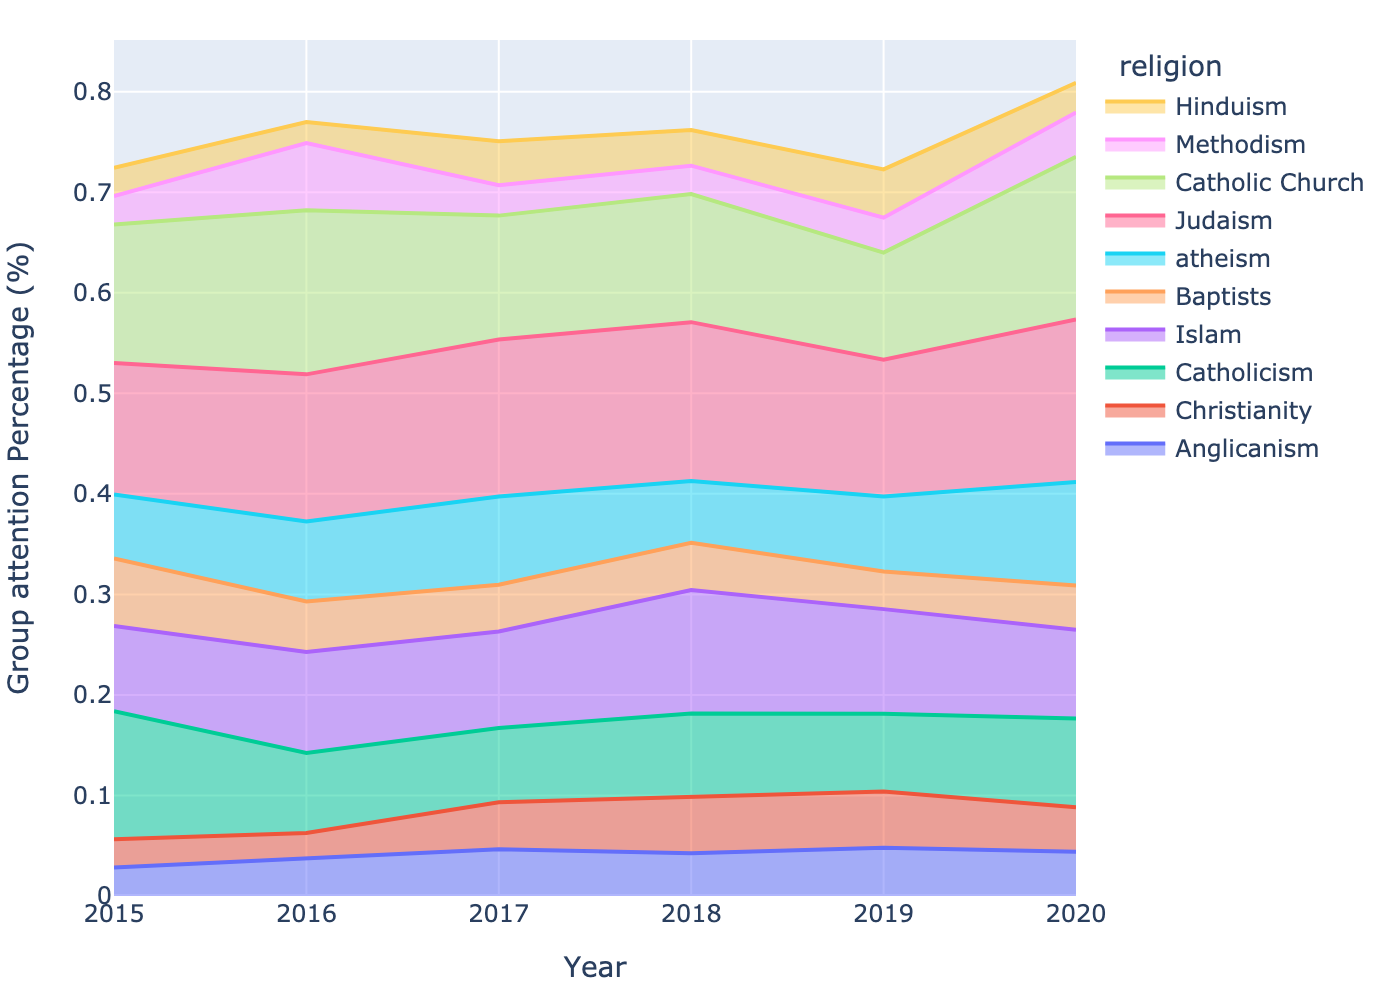 religion
Hinduism
Methodism
Catholic Church
Judaism
atheism
Baptists
Islam
Catholicism
Christianity
Anglicanism
Group attention Percentage (%)
0.8
0.7
0.6
0.5
0.4
0.3
0.2
0.1
0
2015 2016 2017 2018 2019 2020
Year